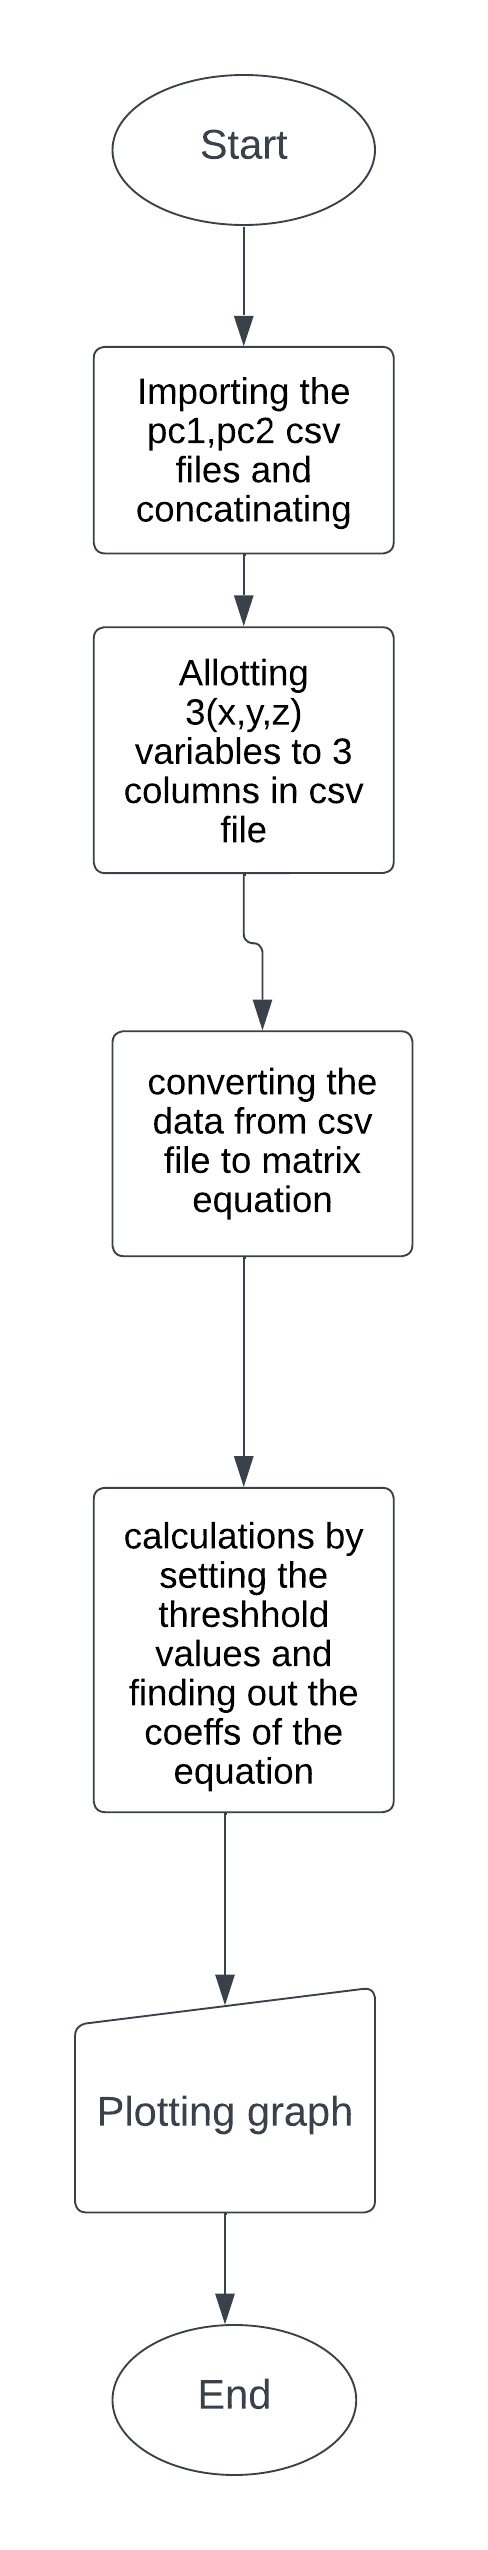 Start
Importing the
pc1,pc2 csv
files and
concatinating
Allotting
3(x,y,z)
variables to 3
columns in csv
file
converting the
data from csv
file to matrix
equation
calculations by
setting the
threshhold
values and
finding out the
coeffs of the
equation
Plotting graph
End